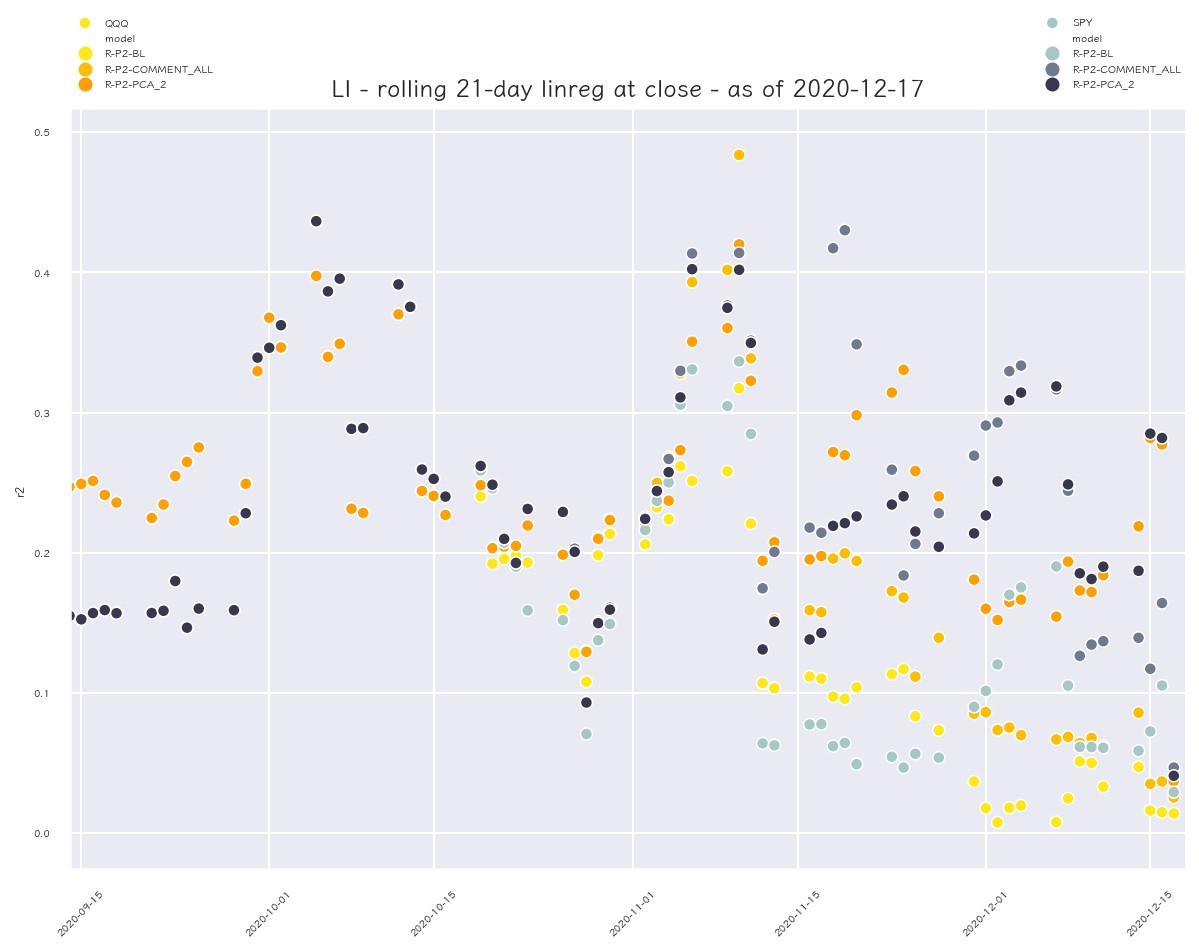 QQQ
model
R-P2-BL
R-P2-COMMENT_ALL
R-P2-PCA_2
SPY
model
R-P2-BL
R-P2-COMMENT_ALL
R-P2-PCA_2
LI - rolling 21-day linreg at close - as of 2020-12-17
0.5
0.4
0.3
r2
0.2
0.1
0.0
2020-09-15
2020-10-01
2020-10-15
2020-11-01
2020-11-15
2020-12-01
2020-12-15